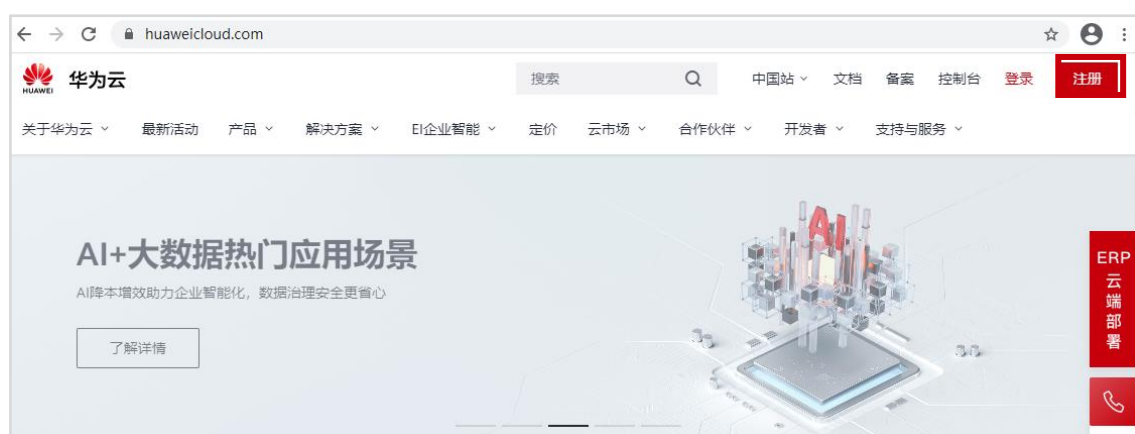 huaweicloud.com
HUAWEI 华为云 搜索 中国站 文档 备案 控制台 登录 注册
关于华为云 最新活动 产品 解决方案 EI企业智能 定价 云市场 合作伙伴 开发者 支持与服务
AI
AI+大数据热门应用场景
AI降本增效助力企业智能化，数据治理安全更省心
了解详情
ERP
云
端
部
署